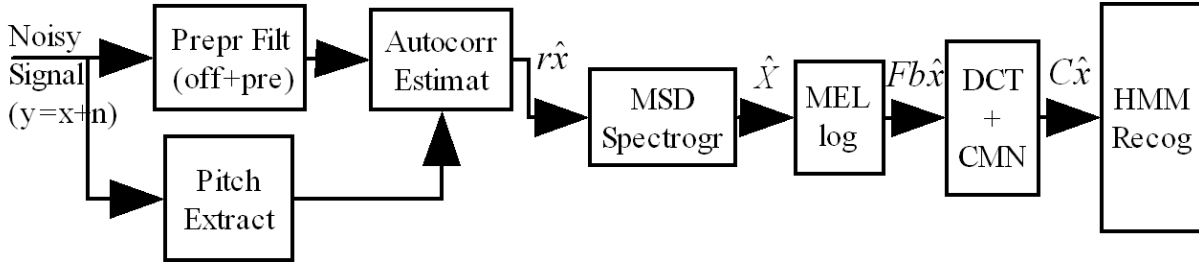 Noisy
Signal
(y=x+n)
Prepr Filt
(off+pre)
Pitch
Extract
Autocorr
Estimat
rx̂
MSD
Spectrogr
X̂
MEL
log
Fbx̂
DCT
+
CMN
Cx̂
HMM
Recog